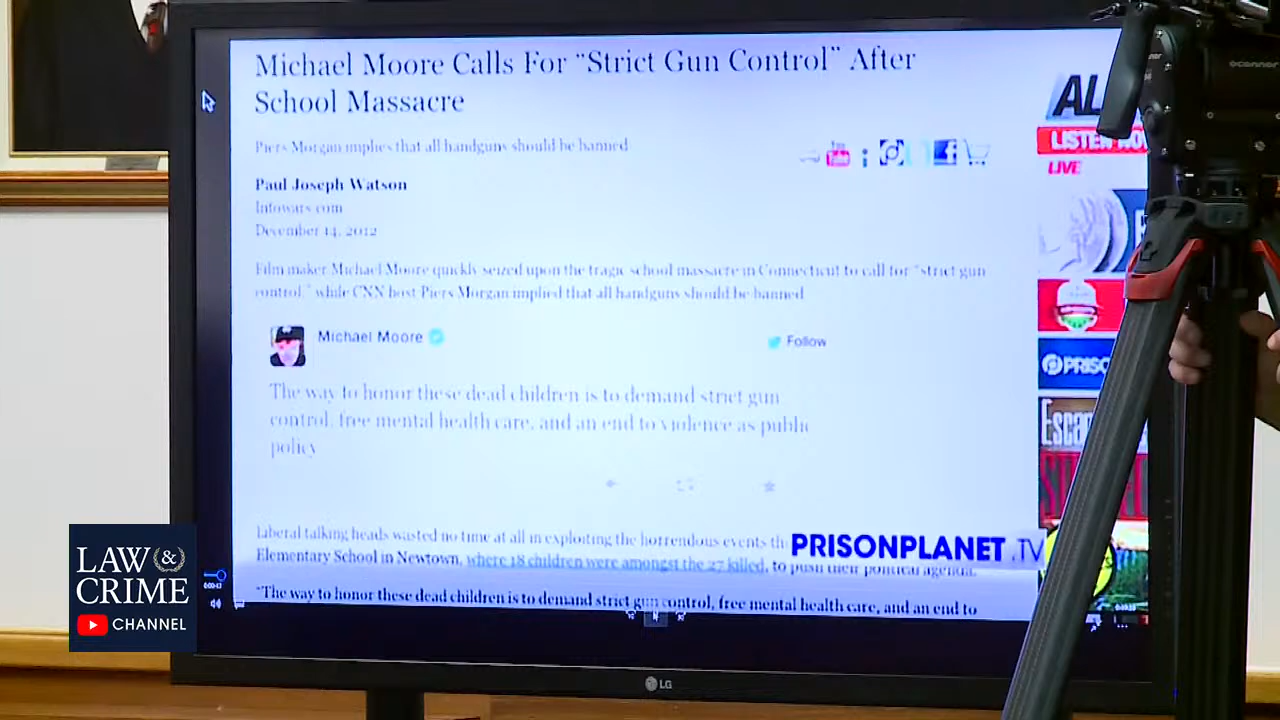 Michael Moore Calls For “Strict Gun Control” After
School Massacre
Piers Morgan implies that all handguns should be banned
Paul Joseph Watson
Infowars.com
December 14, 2012
Film maker Michael Moore quickly seized upon the tragic school massacre in Connecticut to call for “strict gun
control,” while CNN host Piers Morgan implied that all handguns should be banned
Michael Moore
Follow
The way to honor these dead children is to demand strict gun
control, free mental health care, and an end to violence as public
policy
Liberal talking heads wasted no time at all in exploiting the horrendous events
Elementary School in Newtown, where 18 children were amongst the 27 killed, to push their political agenda.
“The way to honor these dead children is to demand strict gun control, free mental health care, and an end to
PRISONPLANET.TV
LISTEN
LIVE
LAW &
CRIME
CHANNEL
LG
oconnor